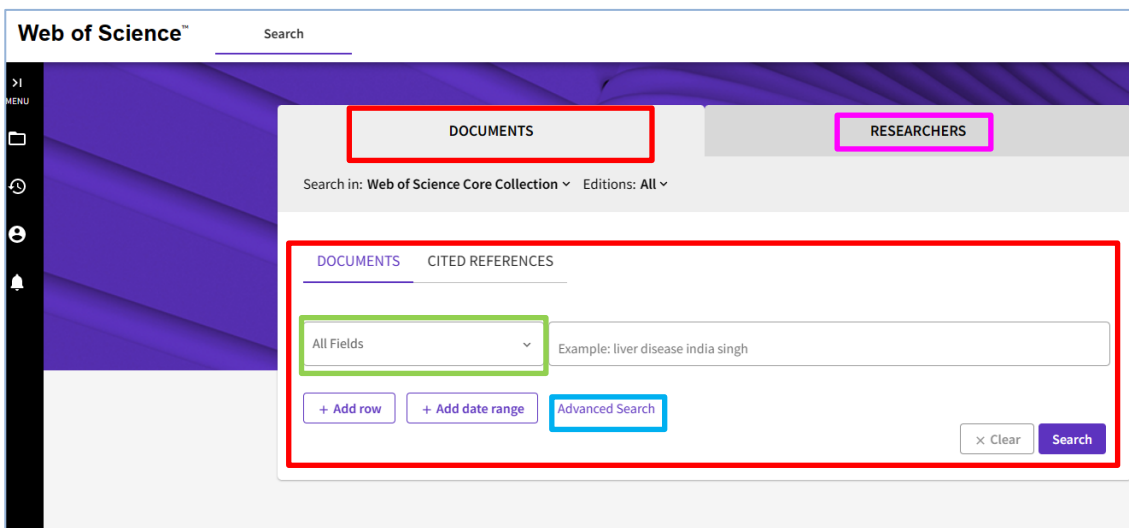 Web of Science™ Search
MENU
DOCUMENTS RESEARCHERS
Search in: Web of Science Core Collection Editions: All
DOCUMENTS CITED REFERENCES
All Fields Example: liver disease india singh
+ Add row + Add date range Advanced Search
× Clear Search